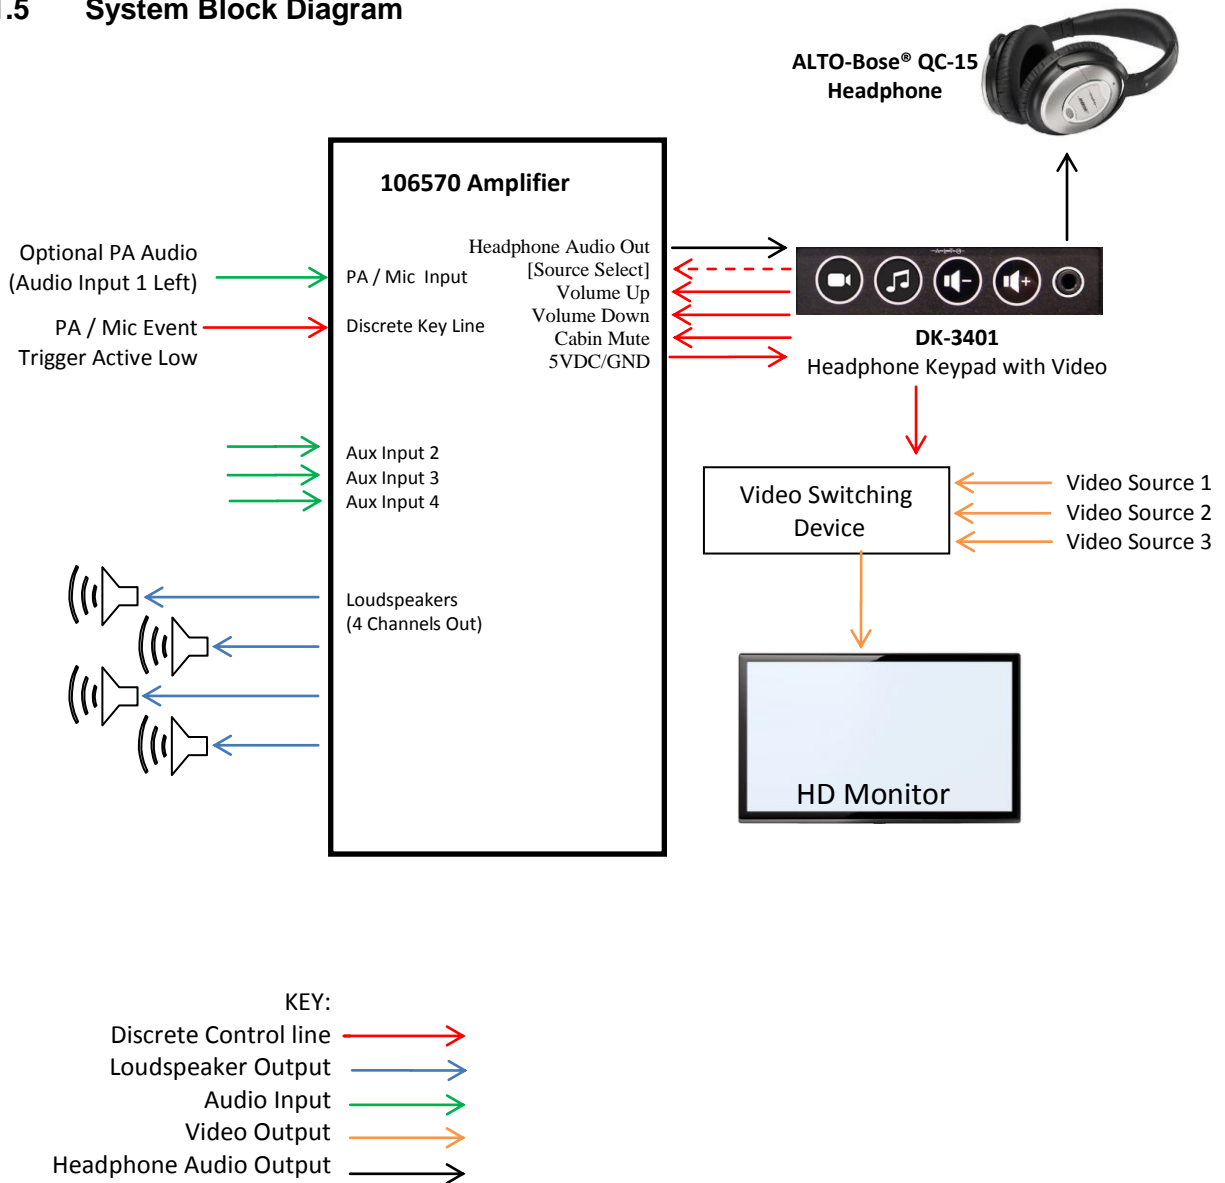 .5 System Block Diagram
ALTO-Bose® QC-15
Headphone
106570 Amplifier
Optional PA Audio
(Audio Input 1 Left)
PA / Mic Event
Trigger Active Low
PA / Mic Input
Discrete Key Line
Headphone Audio Out
[Source Select]
Volume Up
Volume Down
Cabin Mute
5VDC/GND
ALTO
DK-3401
Headphone Keypad with Video
Aux Input 2
Aux Input 3
Aux Input 4
Video Switching
Device
Video Source 1
Video Source 2
Video Source 3
Loudspeakers
(4 Channels Out)
HD Monitor
KEY:
Discrete Control line
Loudspeaker Output
Audio Input
Video Output
Headphone Audio Output